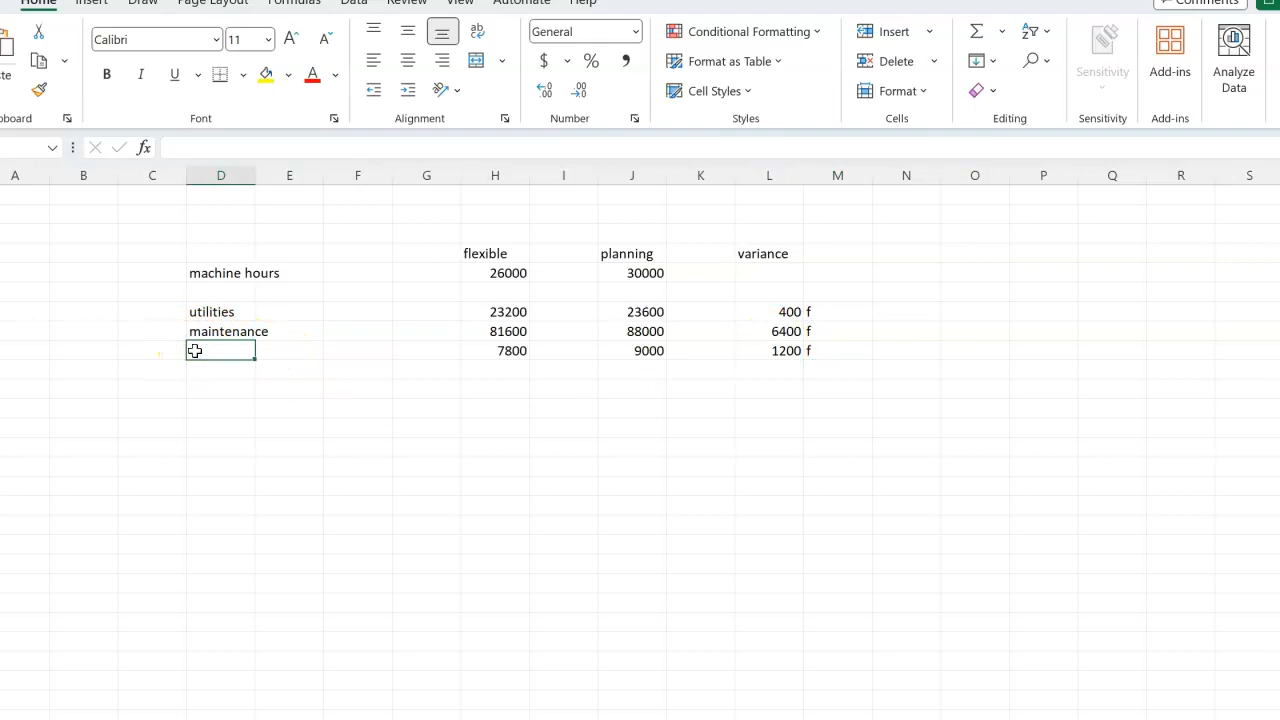 Home Insert Draw Page Layout Formulas Data Review View Automate Help Comments
Calibri 11 A A General Conditional Formatting Insert Σ
B I U A $ % , Format as Table Delete Sensitivity Add-ins Analyze Data
Cell Styles Format
Font Alignment Number Styles Cells Editing Sensitivity Add-ins
fx
A B C D E F G H I J K L M N O P Q R S
flexible planning variance
machine hours 26000 30000
utilities 23200 23600 400 f
maintenance 81600 88000 6400 f
7800 9000 1200 f